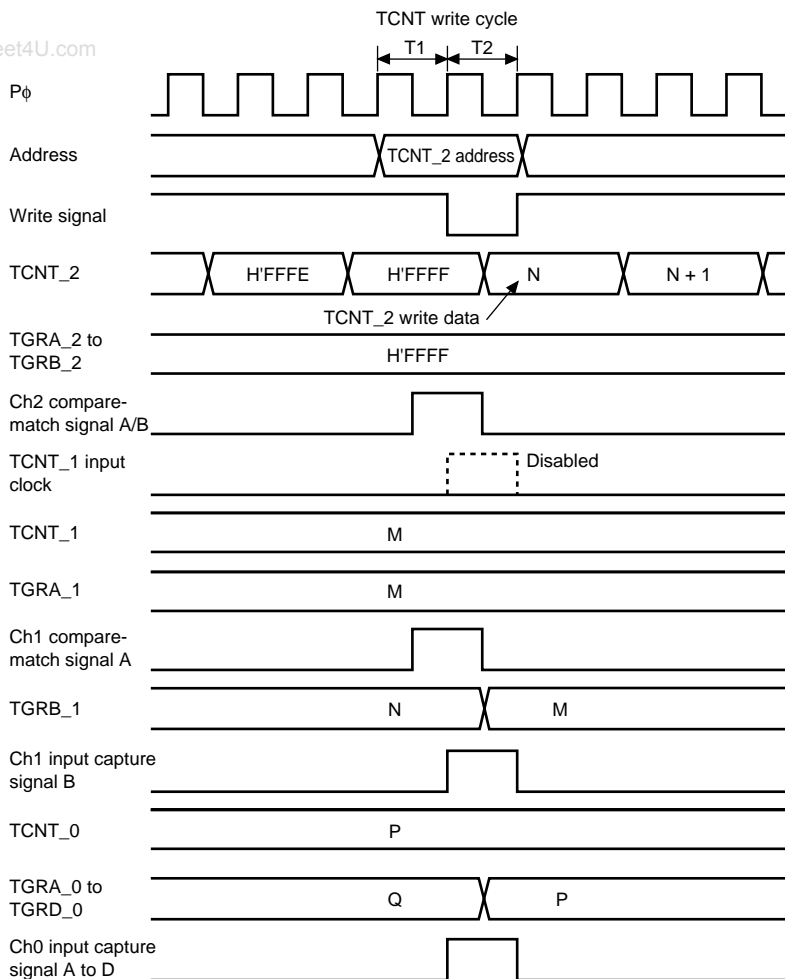 TCNT write cycle
T1 T2
eet4U.com
Pφ
Address
TCNT_2 address
Write signal
TCNT_2
H'FFFE H'FFFF N N + 1
TCNT_2 write data
TGRA_2 to
TGRB_2
H'FFFF
Ch2 compare-
match signal A/B
TCNT_1 input
clock
Disabled
TCNT_1
M
TGRA_1
M
Ch1 compare-
match signal A
TGRB_1
N M
Ch1 input capture
signal B
TCNT_0
P
TGRA_0 to
TGRD_0
Q P
Ch0 input capture
signal A to D